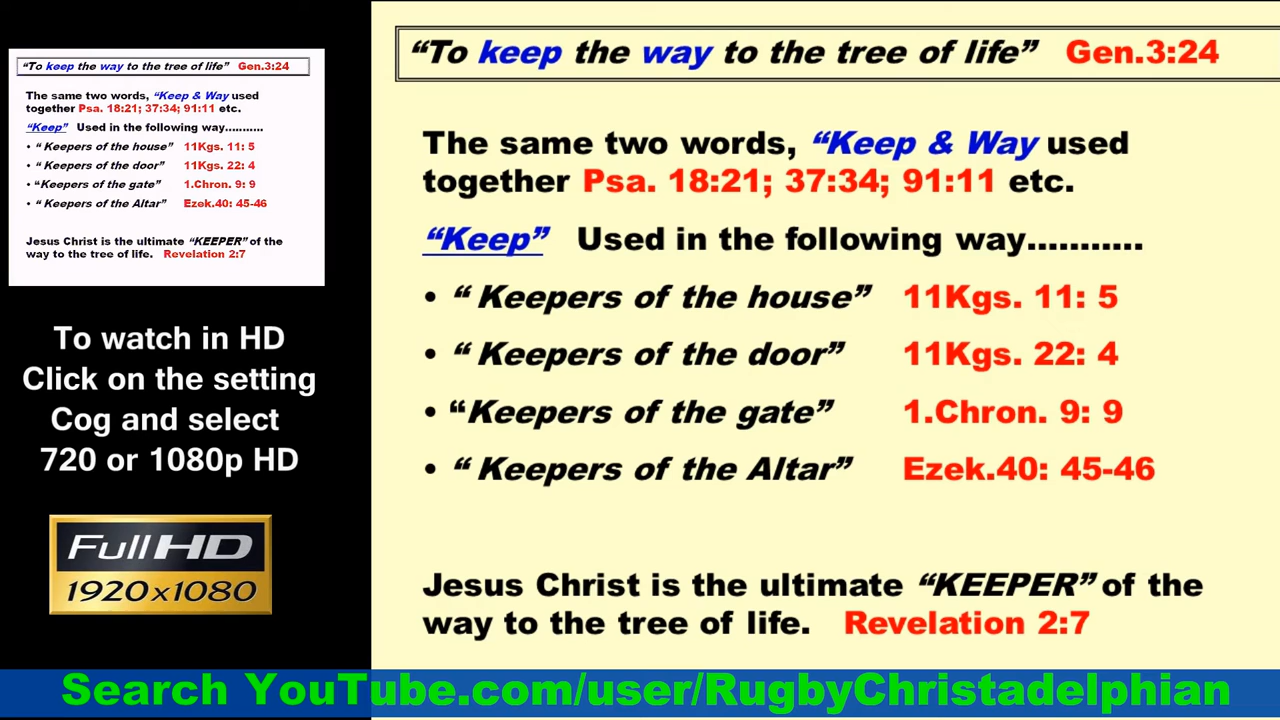 “To keep the way to the tree of life” Gen.3:24
The same two words, “Keep & Way used
together Psa. 18:21; 37:34; 91:11 etc.
“Keep” Used in the following way..........
• “ Keepers of the house” 11Kgs. 11: 5
• “ Keepers of the door” 11Kgs. 22: 4
• “Keepers of the gate” 1.Chron. 9: 9
• “ Keepers of the Altar” Ezek.40: 45-46
Jesus Christ is the ultimate “KEEPER” of the
way to the tree of life. Revelation 2:7
To watch in HD
Click on the setting
Cog and select
720 or 1080p HD
Full HD
1920x1080
“To keep the way to the tree of life” Gen.3:24
The same two words, “Keep & Way used
together Psa. 18:21; 37:34; 91:11 etc.
“Keep” Used in the following way...........
• “ Keepers of the house” 11Kgs. 11: 5
• “ Keepers of the door” 11Kgs. 22: 4
• “Keepers of the gate” 1.Chron. 9: 9
• “ Keepers of the Altar” Ezek.40: 45-46
Jesus Christ is the ultimate “KEEPER” of the
way to the tree of life. Revelation 2:7
Search YouTube.com/user/RugbyChristadelphian